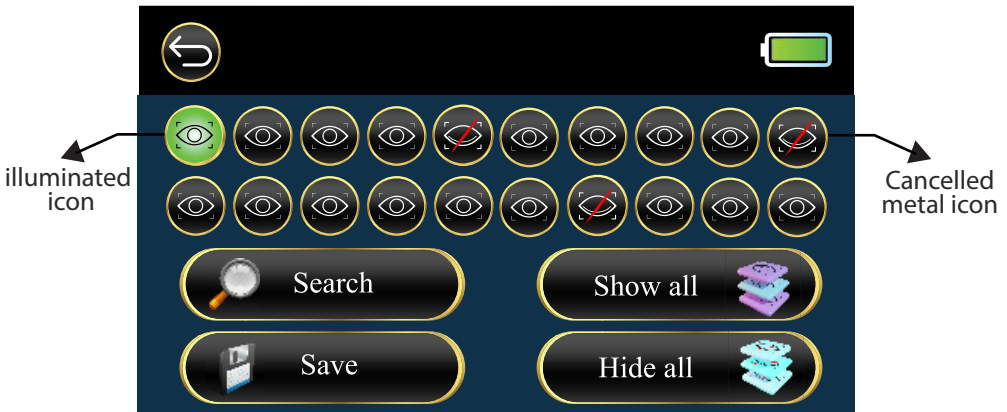 illuminated
icon
Cancelled
metal icon
Search
Show all
Save
Hide all